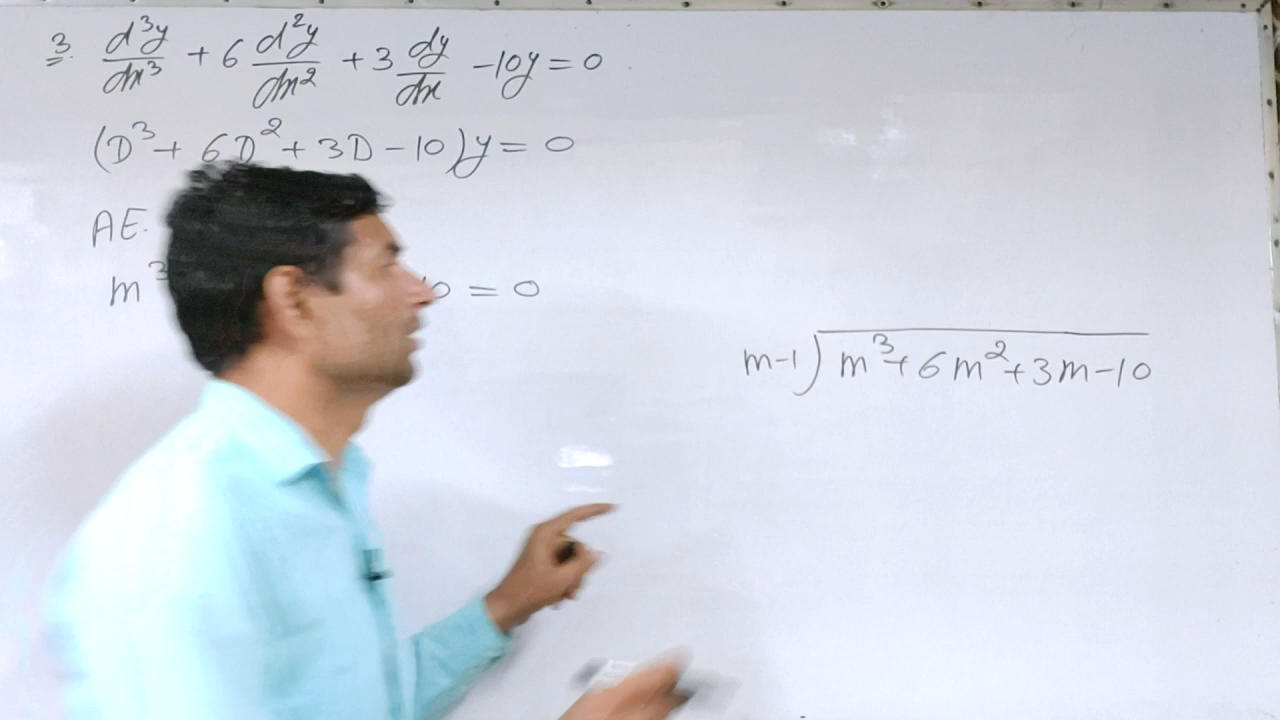 3. d³y/dx³ + 6 d²y/dx² + 3 dy/dx - 10y = 0
(D³ + 6D² + 3D - 10)y = 0
AE.
m³ 0 = 0
m-1 ) m³ + 6m² + 3m - 10